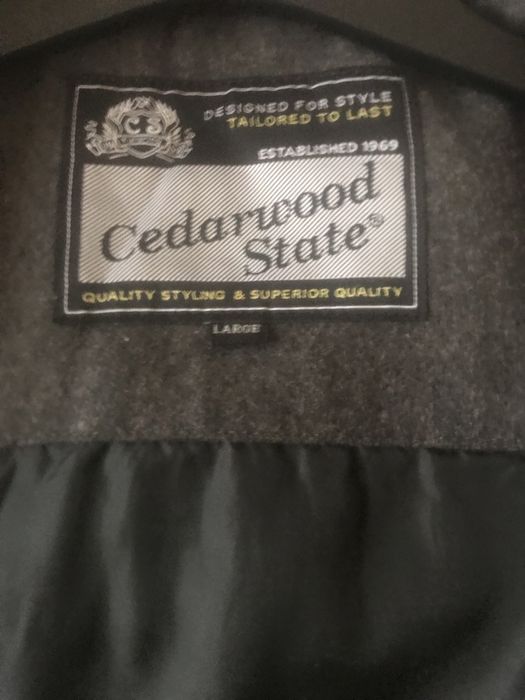 CS
DESIGNED FOR STYLE
TAILORED TO LAST
ESTABLISHED 1969
Cedarwood
State®
QUALITY STYLING & SUPERIOR QUALITY
LARGE